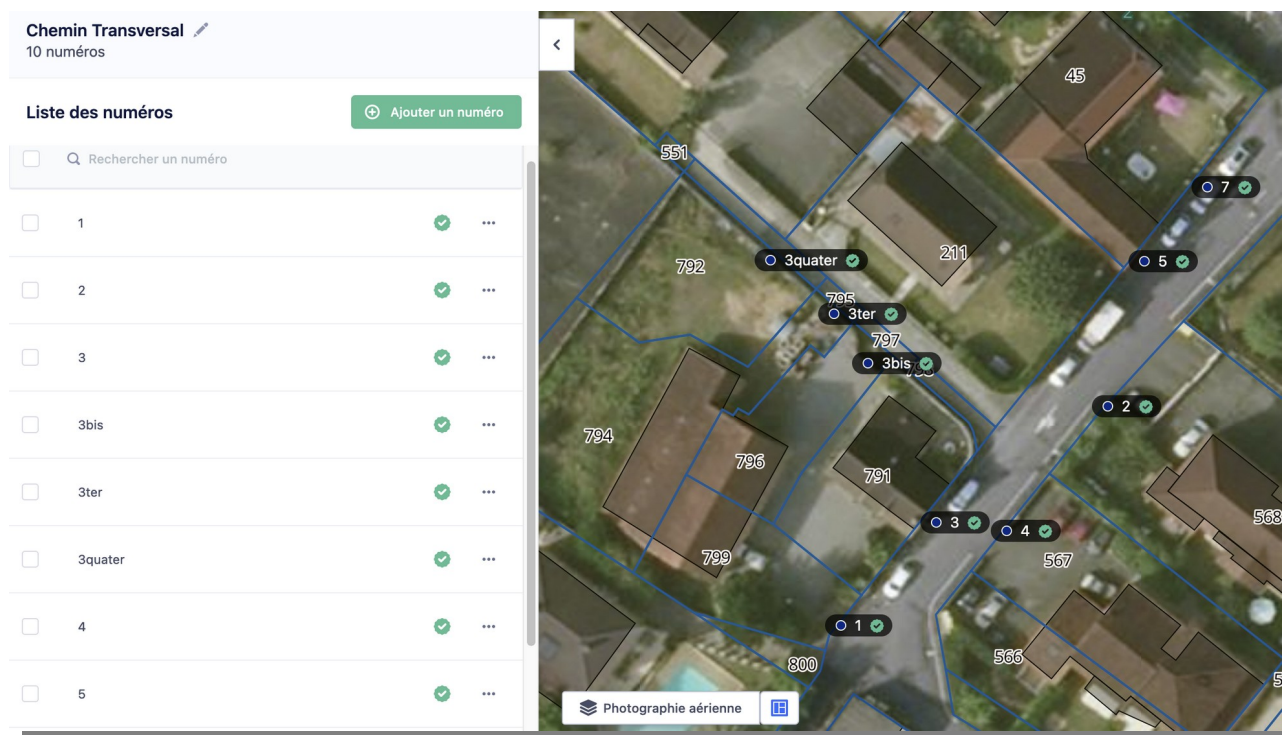 Chemin Transversal
10 numéros
Liste des numéros
Ajouter un numéro
Rechercher un numéro
1
2
3
3bis
3ter
3quater
4
5
45
551
7
211
5
792
3quater
795
3ter
797
3bis
2
794
796
791
568
3
4
799
567
1
800
566
Photographie aérienne